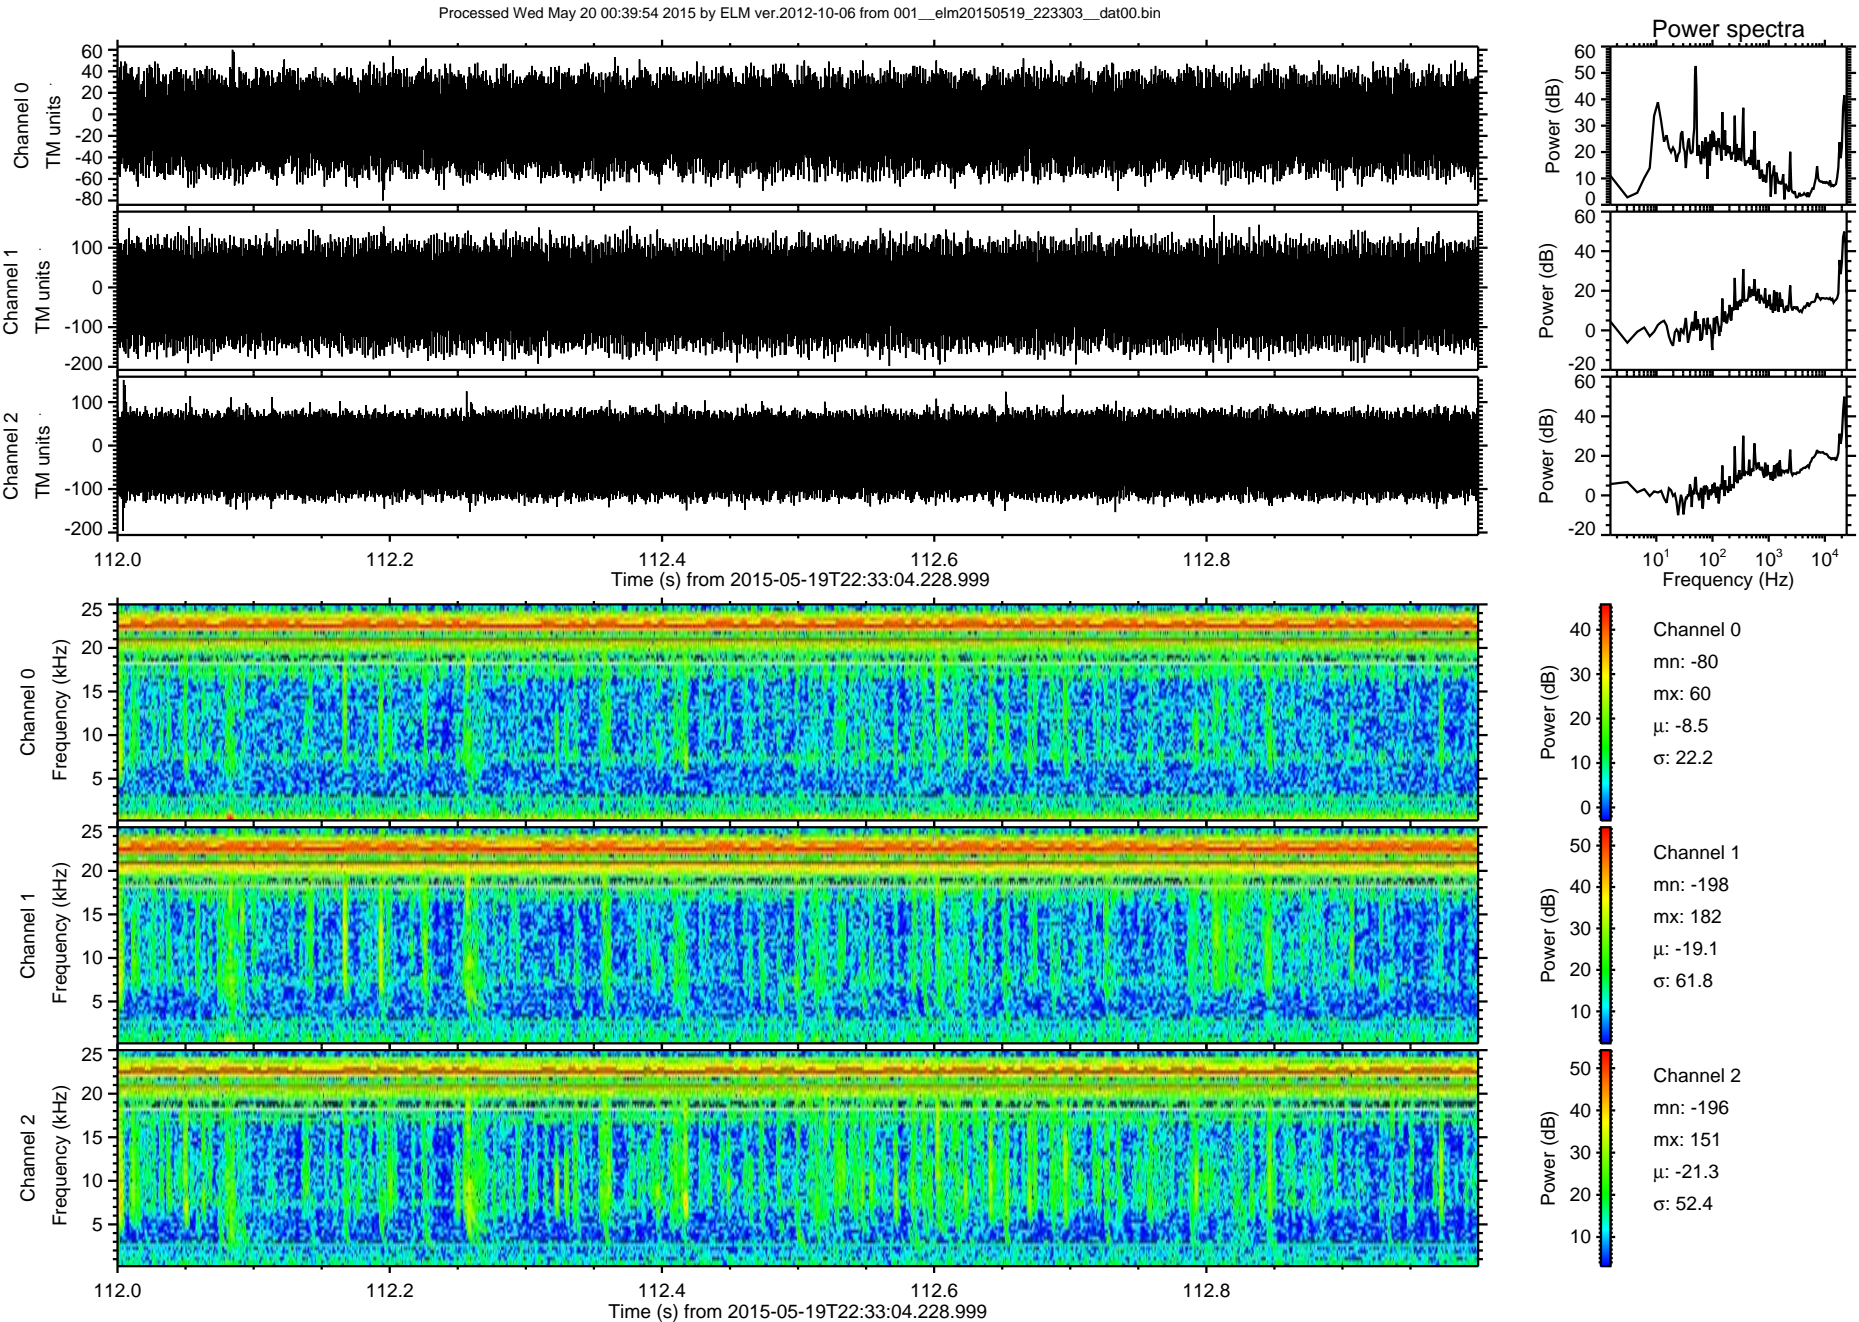 Processed Wed May 20 00:39:54 2015 by ELM ver.2012-10-06 from 001__elm20150519_223303__dat00.bin
Power spectra
Channel 0
TM units
60
40
20
0
-20
-40
-60
-80
Power (dB)
60
50
40
30
20
10
0
Channel 1
TM units
100
0
-100
-200
Power (dB)
60
40
20
0
-20
Channel 2
TM units
100
0
-100
-200
Power (dB)
60
40
20
0
-20
112.0 112.2 112.4 112.6 112.8
Time (s) from 2015-05-19T22:33:04.228.999
10^1 10^2 10^3 10^4
Frequency (Hz)
Channel 0
Frequency (kHz)
25
20
15
10
5
Power (dB)
40
30
20
10
0
Channel 0
mn: -80
mx: 60
μ: -8.5
σ: 22.2
Channel 1
Frequency (kHz)
25
20
15
10
5
Power (dB)
50
40
30
20
10
Channel 1
mn: -198
mx: 182
μ: -19.1
σ: 61.8
Channel 2
Frequency (kHz)
25
20
15
10
5
Power (dB)
50
40
30
20
10
Channel 2
mn: -196
mx: 151
μ: -21.3
σ: 52.4
112.0 112.2 112.4 112.6 112.8
Time (s) from 2015-05-19T22:33:04.228.999